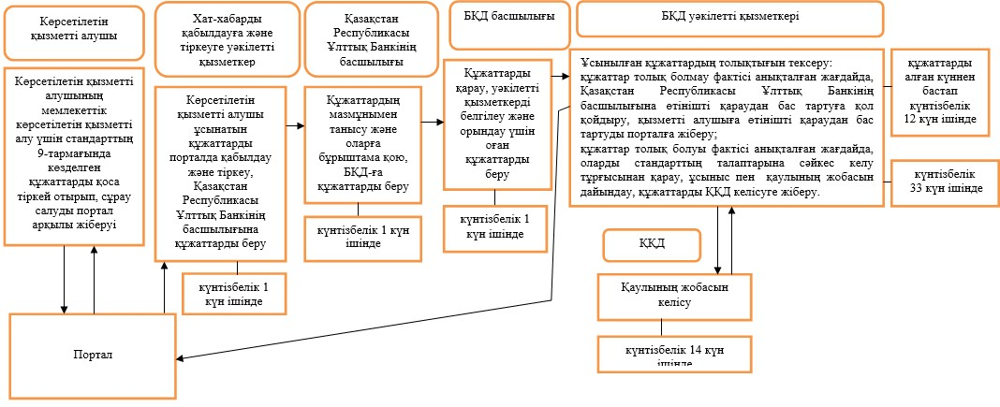 Көрсетілетін
қызметті алушы
Хат-хабарды
қабылдауға және
тіркеуге уәкілетті
қызметкер
Қазақстан
Республикасы
Ұлттық Банкінің
басшылығы
БҚД басшылығы
БҚД уәкілетті қызметкері
Көрсетілетін қызметті
алушының
мемлекеттік
көрсетілетін қызметті
алу үшін стандарттың
9-тармағында
көзделген
құжаттарды қоса
тіркей отырып, сұрау
салуды портал
арқылы жіберуі
Көрсетілетін
қызметті алушы
ұсынатын
құжаттарды
порталда қабылдау
және тіркеу,
Қазақстан
Республикасы
Ұлттық Банкінің
басшылығына
құжаттарды беру
күнтізбелік 1
күн ішінде
Құжаттардың
мазмұнымен
танысу және
оларға
бұрыштама қою,
БҚД-ға
құжаттарды беру
күнтізбелік 1 күн
ішінде
Құжаттарды
қарау, уәкілетті
қызметкерді
белгілеу және
орындау үшін
оған
құжаттарды
беру
күнтізбелік 1
күн ішінде
Ұсынылған құжаттардың толықтығын тексеру:
құжаттар толық болмау фактісі анықталған жағдайда,
Қазақстан Республикасы Ұлттық Банкінің
басшылығына өтінішті қараудан бас тартуға қол
қойдыру, қызметті алушыға өтінішті қараудан бас
тартуды порталға жіберу;
құжаттар толық болуы фактісі анықталған жағдайда,
оларды стандарттың талаптарына сәйкес келу
тұрғысынан қарау, ұсыныс пен қаулының жобасын
дайындау, құжаттарды ҚҚД келісуге жіберу.
құжаттарды
алған күннен
бастап
күнтізбелік
12 күн ішінде
күнтізбелік
33 күн ішінде
ҚҚД
Қаулының жобасын
келісу
күнтізбелік 14 күн
ішінде
Портал